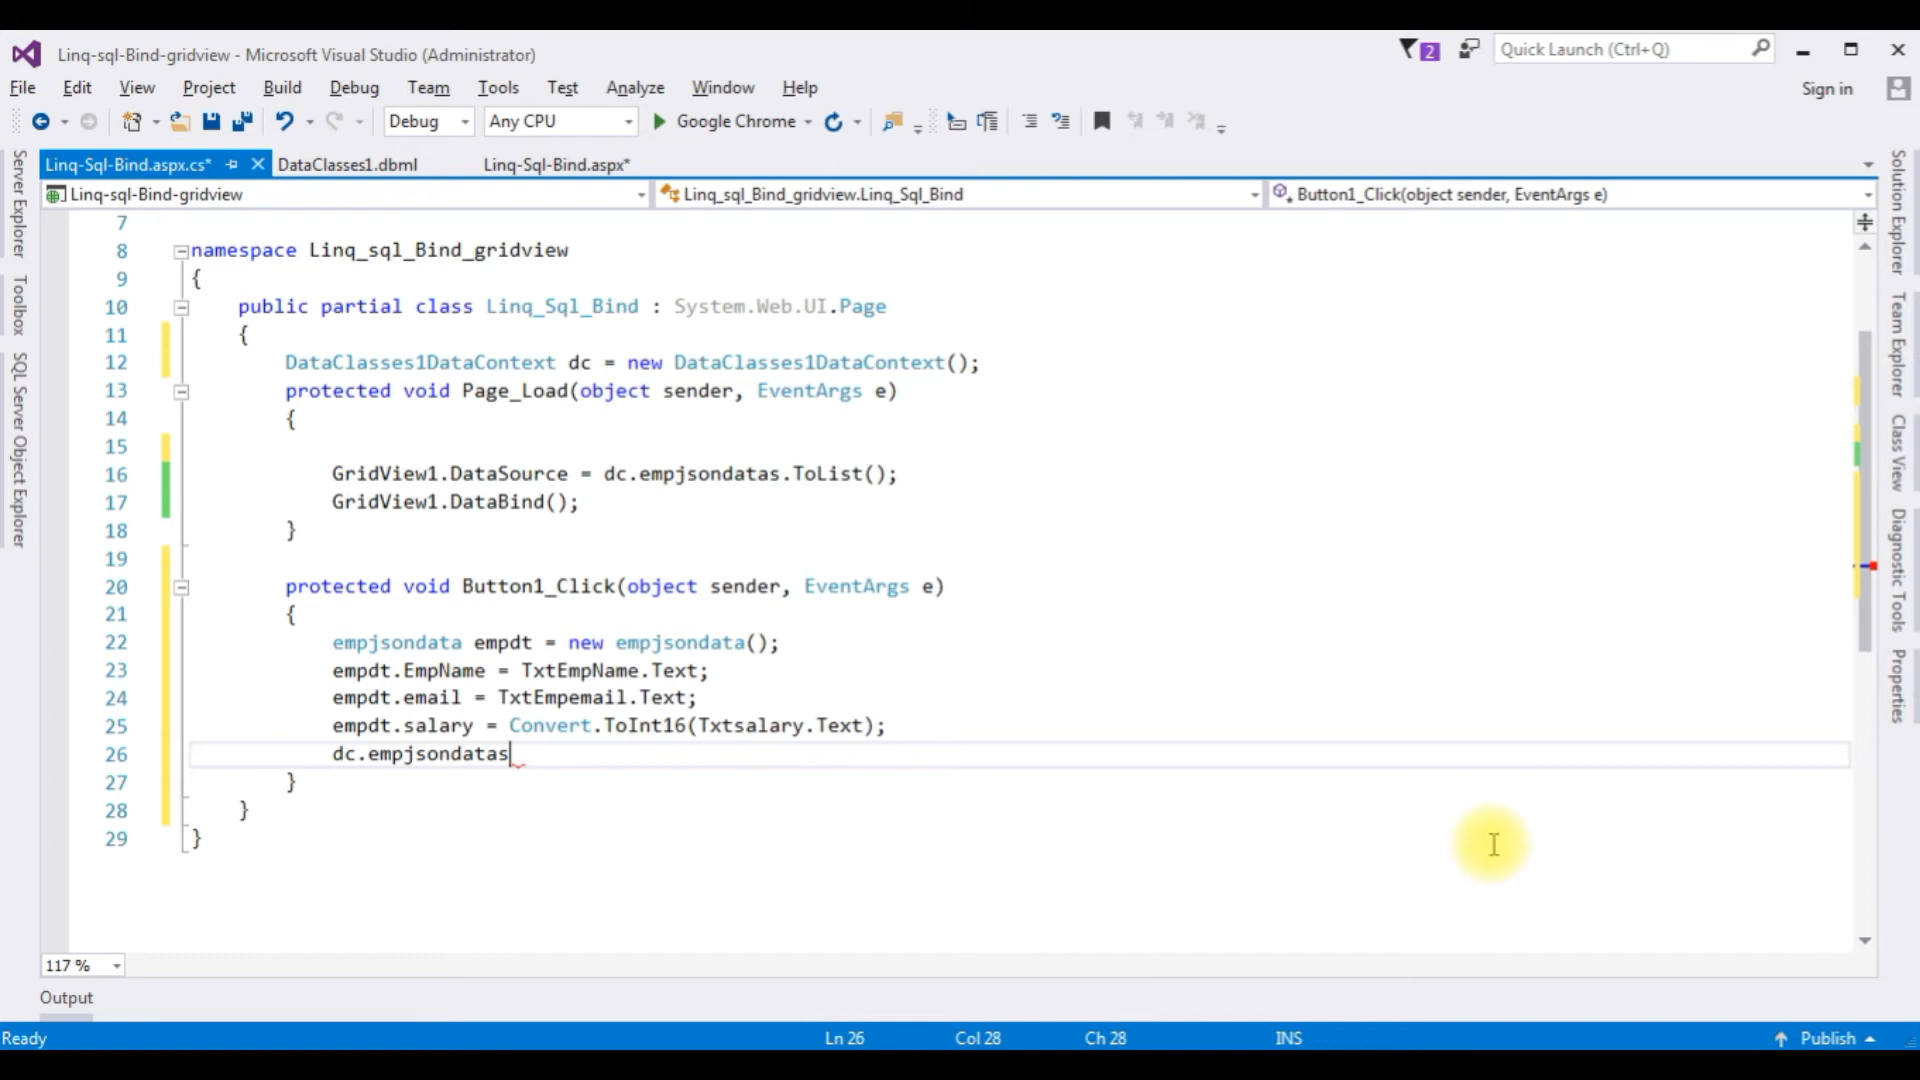 Linq-sql-Bind-gridview - Microsoft Visual Studio (Administrator)
2
Quick Launch (Ctrl+Q)
File Edit View Project Build Debug Team Tools Test Analyze Window Help
Sign in
Debug
Any CPU
Google Chrome
Linq-Sql-Bind.aspx.cs*
DataClasses1.dbml
Linq-Sql-Bind.aspx*
Linq-sql-Bind-gridview
Linq_sql_Bind_gridview.Linq_Sql_Bind
Button1_Click(object sender, EventArgs e)
Server Explorer
Toolbox
SQL Server Object Explorer
7
8 namespace Linq_sql_Bind_gridview
9 {
10 public partial class Linq_Sql_Bind : System.Web.UI.Page
11 {
12 DataClasses1DataContext dc = new DataClasses1DataContext();
13 protected void Page_Load(object sender, EventArgs e)
14 {
15
16 GridView1.DataSource = dc.empjsondatas.ToList();
17 GridView1.DataBind();
18 }
19
20 protected void Button1_Click(object sender, EventArgs e)
21 {
22 empjsondata empdt = new empjsondata();
23 empdt.EmpName = TxtEmpName.Text;
24 empdt.email = TxtEmpemail.Text;
25 empdt.salary = Convert.ToInt16(Txtsalary.Text);
26 dc.empjsondatas
27 }
28 }
29 }
Solution Explorer
Team Explorer
Class View
Diagnostic Tools
Properties
117 %
Output
Ready
Ln 26
Col 28
Ch 28
INS
Publish